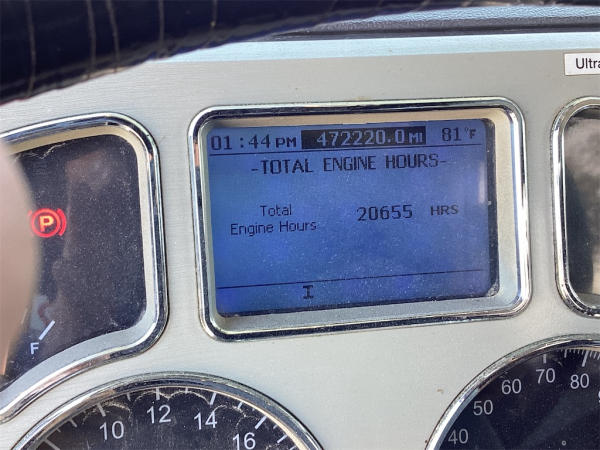 Ultra
01:44 PM 472220.0 MI 81°F
-TOTAL ENGINE HOURS-
Total
Engine Hours 20655 HRS
I
P
F
10 12 14 16
40 50 60 70 80